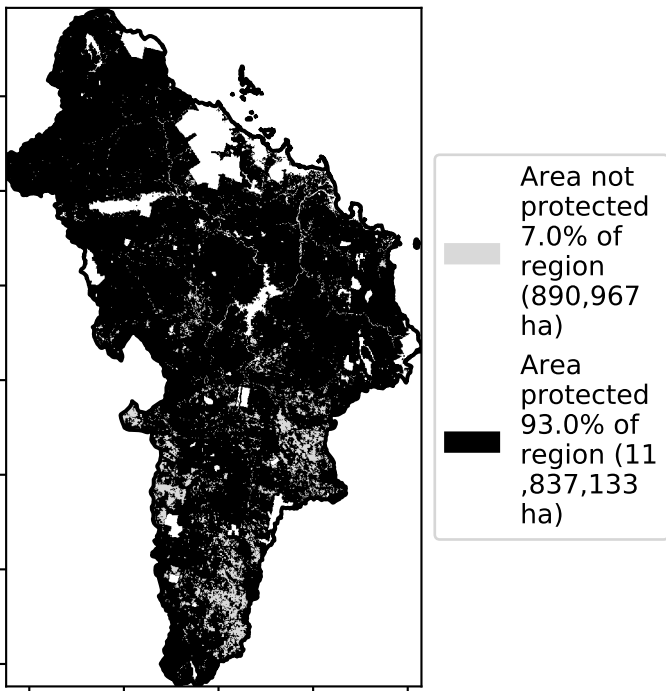 Area not
protected
7.0% of
region
(890,967
ha)
Area
protected
93.0% of
region (11
,837,133
ha)